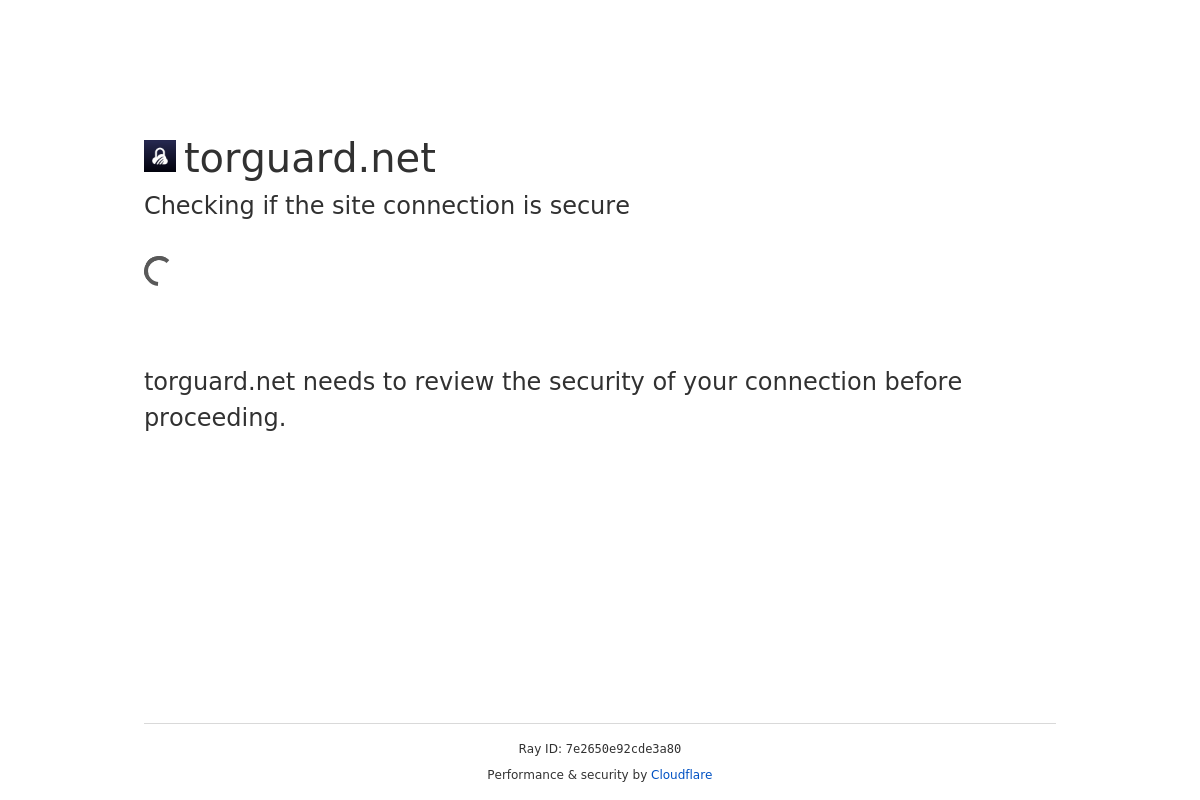 torguard.net
Checking if the site connection is secure
torguard.net needs to review the security of your connection before
proceeding.
Ray ID: 7e2650e92cde3a80
Performance & security by Cloudflare